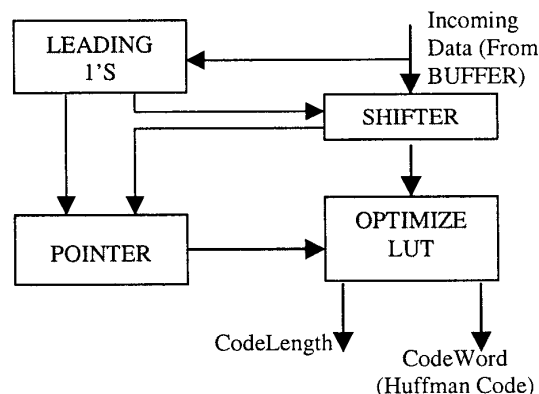 LEADING
1'S
Incoming
Data (From
BUFFER)
SHIFTER
POINTER
OPTIMIZE
LUT
CodeLength
CodeWord
(Huffman Code)